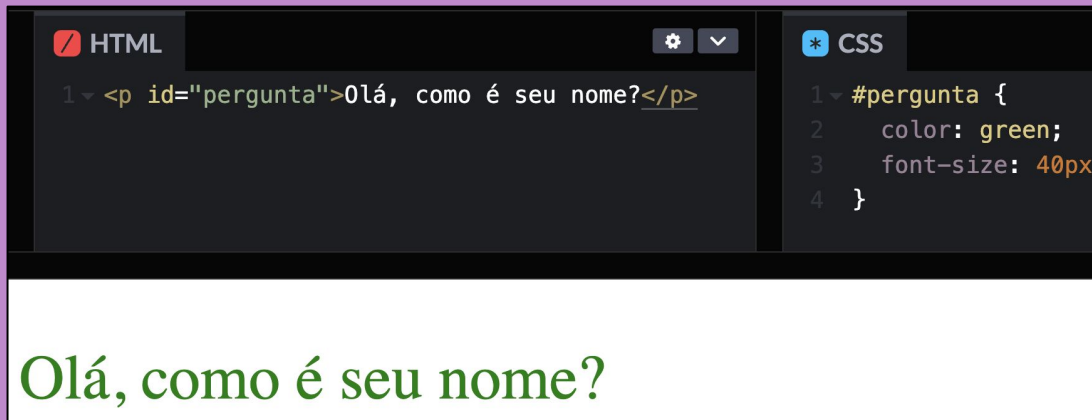 HTML
1 <p id="pergunta">Olá, como é seu nome?</p>
CSS
1 #pergunta {
2 color: green;
3 font-size: 40px
4 }
Olá, como é seu nome?